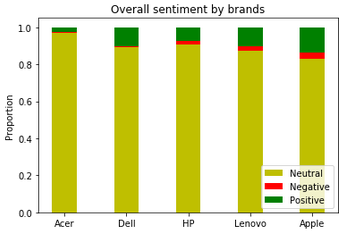 Overall sentiment by brands
Proportion
1.0
0.8
0.6
0.4
0.2
0.0
Neutral
Negative
Positive
Acer Dell HP Lenovo Apple